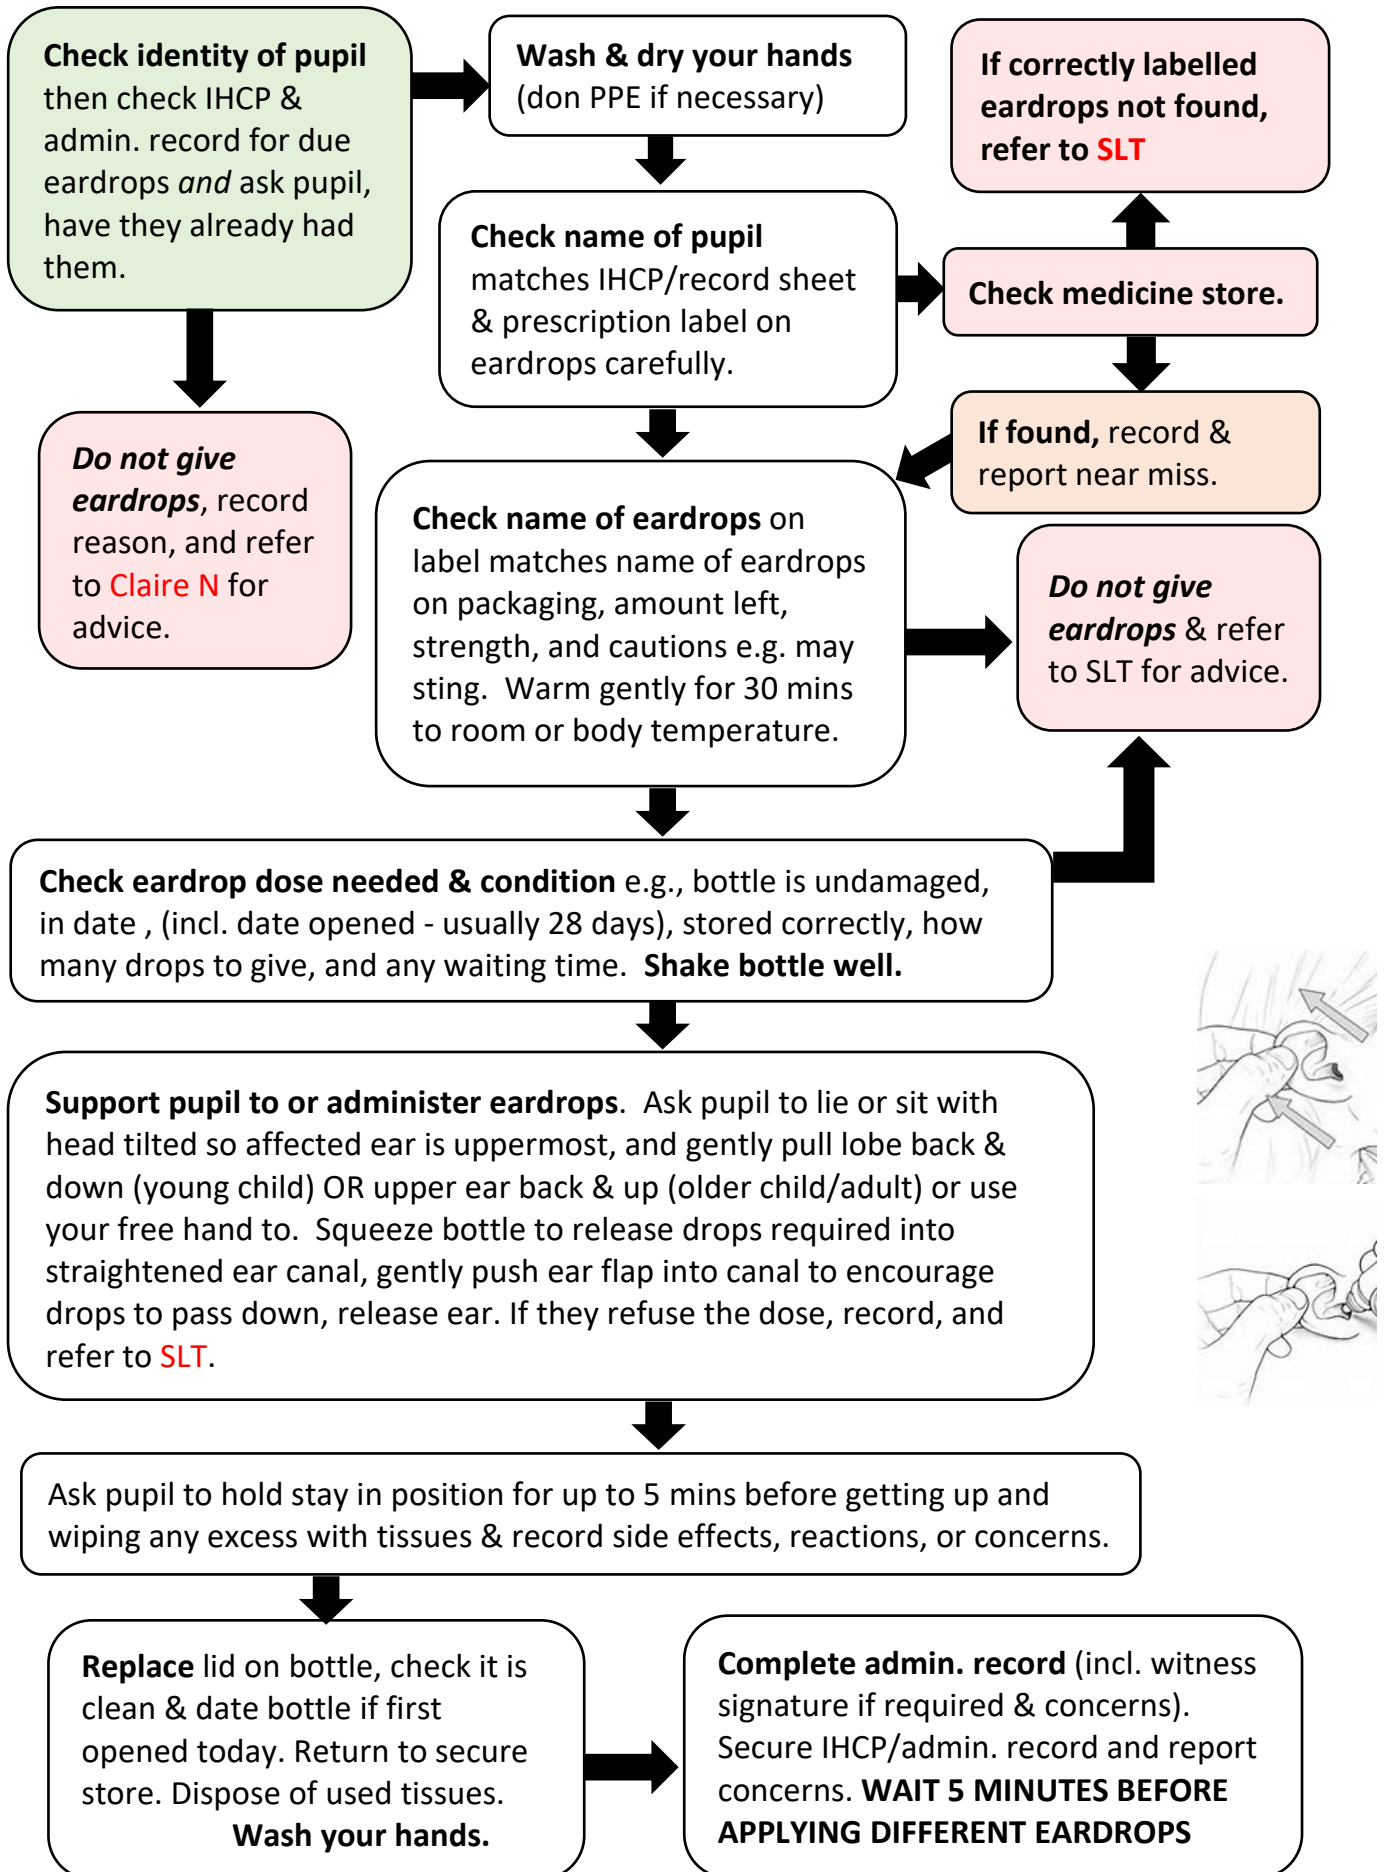 Check identity of pupil
then check IHCP &
admin. record for due
eardrops and ask pupil,
have they already had
them.
Wash & dry your hands
(don PPE if necessary)
If correctly labelled
eardrops not found,
refer to SLT
Check name of pupil
matches IHCP/record sheet
& prescription label on
eardrops carefully.
Check medicine store.
If found, record &
report near miss.
Do not give
eardrops, record
reason, and refer
to Claire N for
advice.
Check name of eardrops on
label matches name of eardrops
on packaging, amount left,
strength, and cautions e.g. may
sting.  Warm gently for 30 mins
to room or body temperature.
Do not give
eardrops & refer
to SLT for advice.
Check eardrop dose needed & condition e.g., bottle is undamaged,
in date , (incl. date opened - usually 28 days), stored correctly, how
many drops to give, and any waiting time.  Shake bottle well.
Support pupil to or administer eardrops.  Ask pupil to lie or sit with
head tilted so affected ear is uppermost, and gently pull lobe back &
down (young child) OR upper ear back & up (older child/adult) or use
your free hand to.  Squeeze bottle to release drops required into
straightened ear canal, gently push ear flap into canal to encourage
drops to pass down, release ear. If they refuse the dose, record, and
refer to SLT.
Ask pupil to hold stay in position for up to 5 mins before getting up and
wiping any excess with tissues & record side effects, reactions, or concerns.
Replace lid on bottle, check it is
clean & date bottle if first
opened today. Return to secure
store. Dispose of used tissues.
Wash your hands.
Complete admin. record (incl. witness
signature if required & concerns).
Secure IHCP/admin. record and report
concerns. WAIT 5 MINUTES BEFORE
APPLYING DIFFERENT EARDROPS